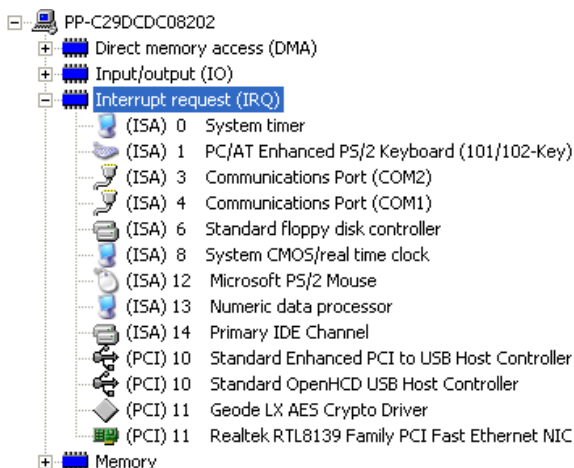 PP-C29DCDC08202
Direct memory access (DMA)
Input/output (IO)
Interrupt request (IRQ)
(ISA) 0 System timer
(ISA) 1 PC/AT Enhanced PS/2 Keyboard (101/102-Key)
(ISA) 3 Communications Port (COM2)
(ISA) 4 Communications Port (COM1)
(ISA) 6 Standard floppy disk controller
(ISA) 8 System CMOS/real time clock
(ISA) 12 Microsoft PS/2 Mouse
(ISA) 13 Numeric data processor
(ISA) 14 Primary IDE Channel
(PCI) 10 Standard Enhanced PCI to USB Host Controller
(PCI) 10 Standard OpenHCD USB Host Controller
(PCI) 11 Geode LX AES Crypto Driver
(PCI) 11 Realtek RTL8139 Family PCI Fast Ethernet NIC
Memory